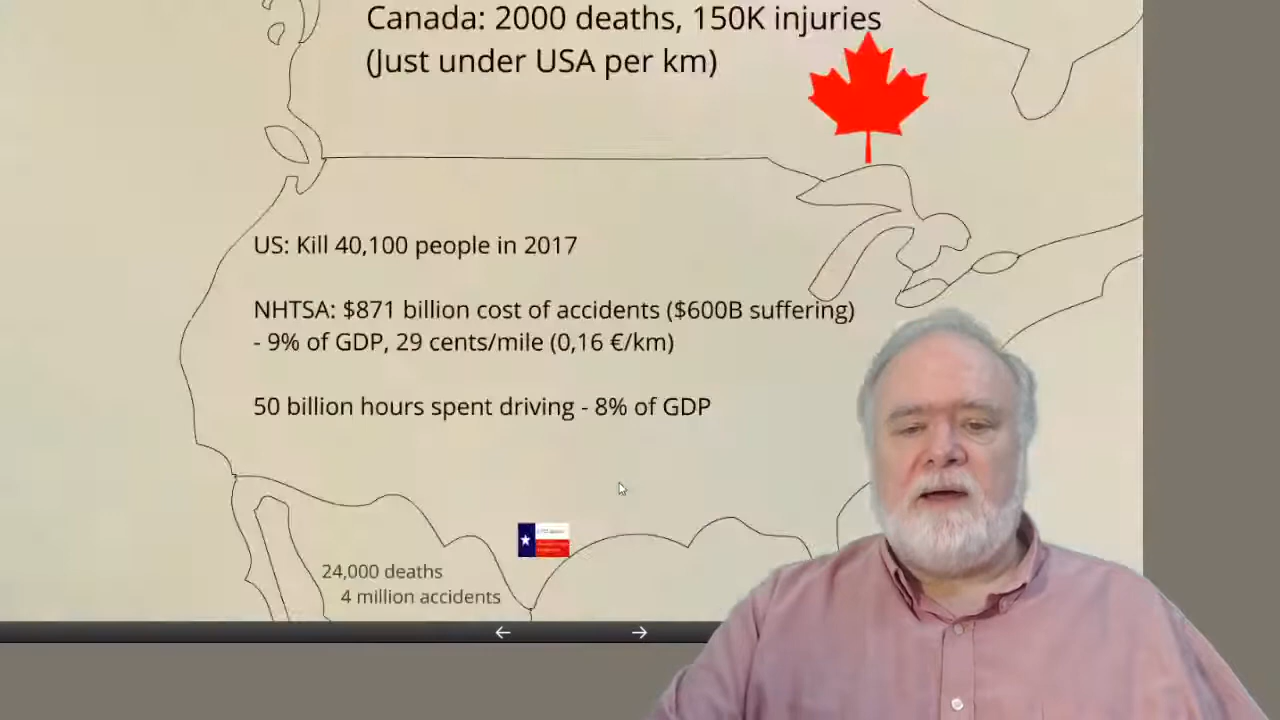 Canada: 2000 deaths, 150K injuries
(Just under USA per km)
US: Kill 40,100 people in 2017
NHTSA: $871 billion cost of accidents ($600B suffering)
- 9% of GDP, 29 cents/mile (0,16 €/km)
50 billion hours spent driving - 8% of GDP
24,000 deaths
4 million accidents